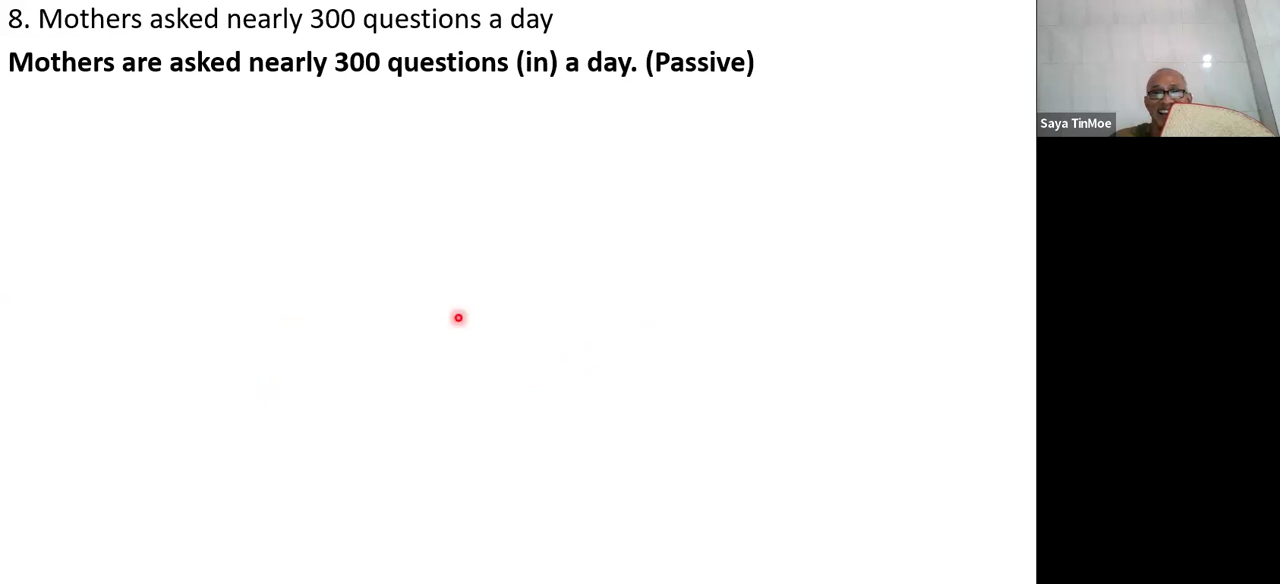 8. Mothers asked nearly 300 questions a day
Mothers are asked nearly 300 questions (in) a day. (Passive)
Saya TinMoe